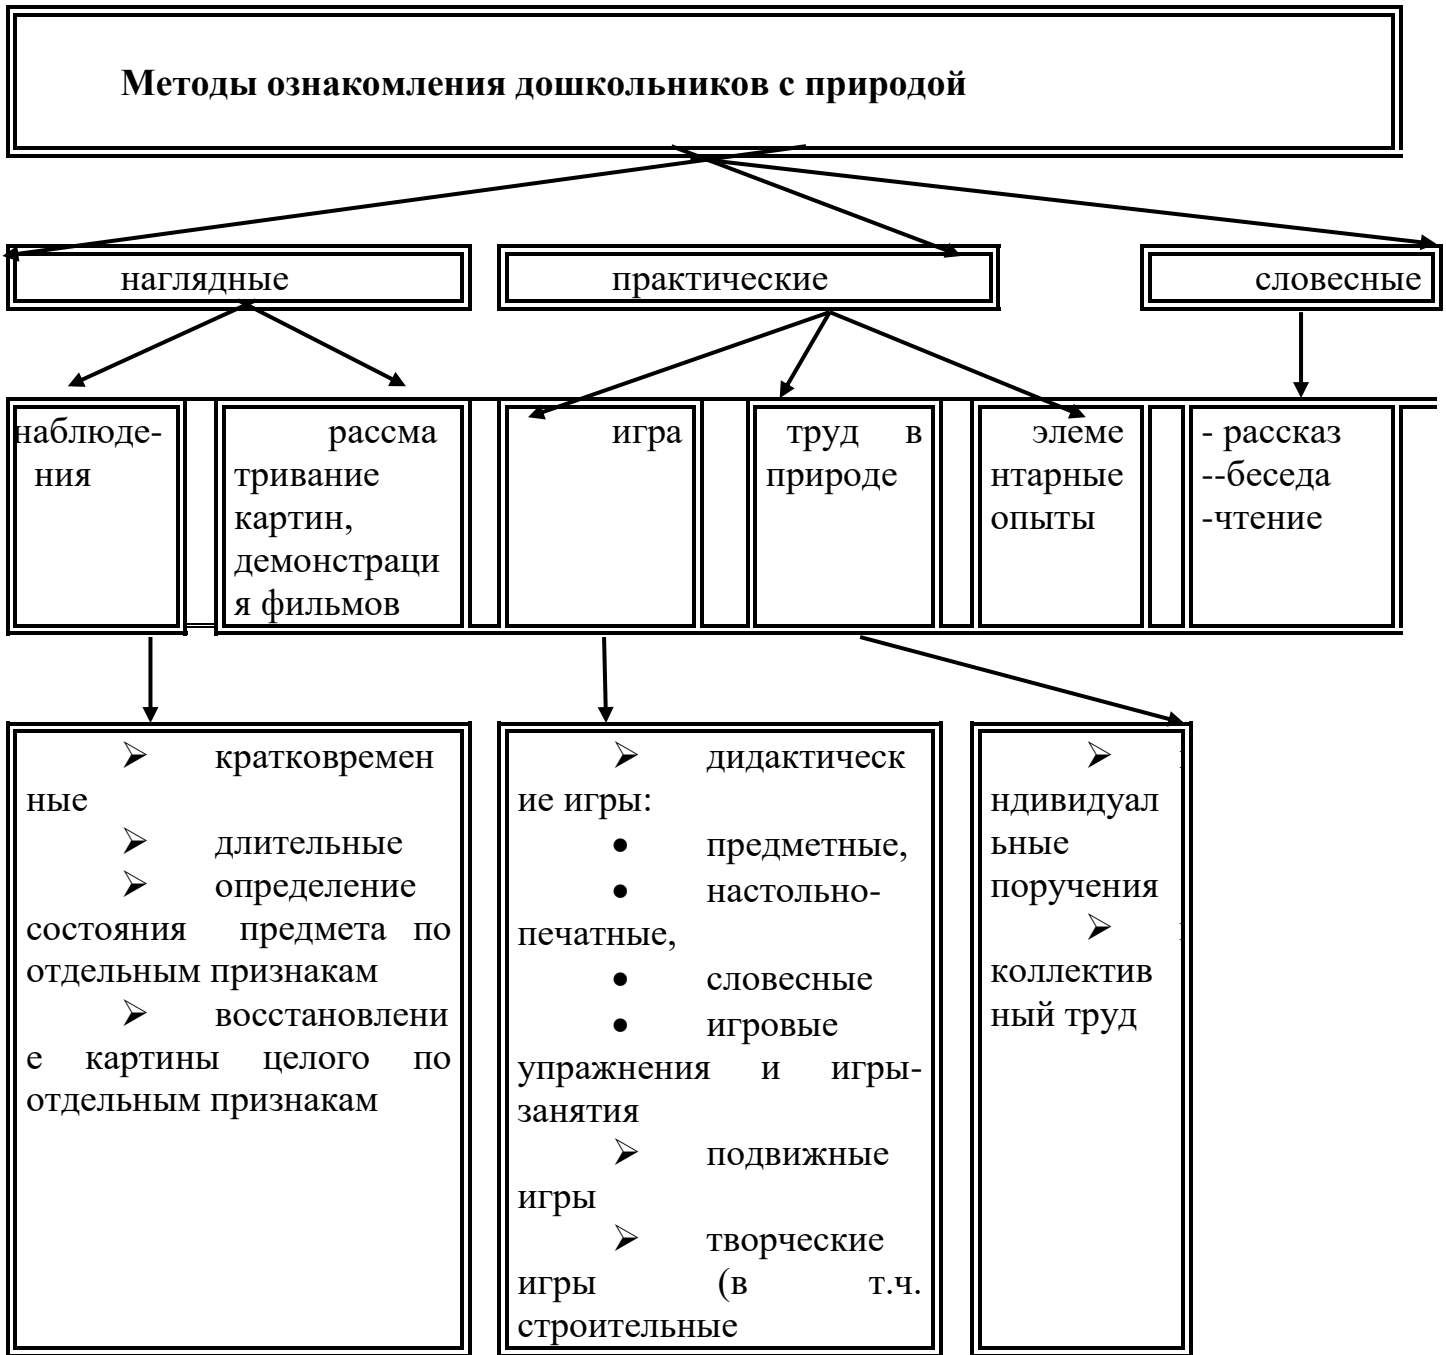 Методы ознакомления дошкольников с природой
наглядные
практические
словесные
наблюде-
ния
рассма
тривание
картин,
демонстраци
я фильмов
игра
труд в
природе
элеме
нтарные
опыты
- рассказ
--беседа
-чтение
➢ кратковремен
ные
➢ длительные
➢ определение
состояния предмета по
отдельным признакам
➢ восстановлени
е картины целого по
отдельным признакам
➢ дидактическ
ие игры:
• предметные,
• настольно-
печатные,
• словесные
• игровые
упражнения и игры-
занятия
➢ подвижные
игры
➢ творческие
игры (в т.ч.
строительные
➢
ндивидуал
ьные
поручения
➢
коллектив
ный труд